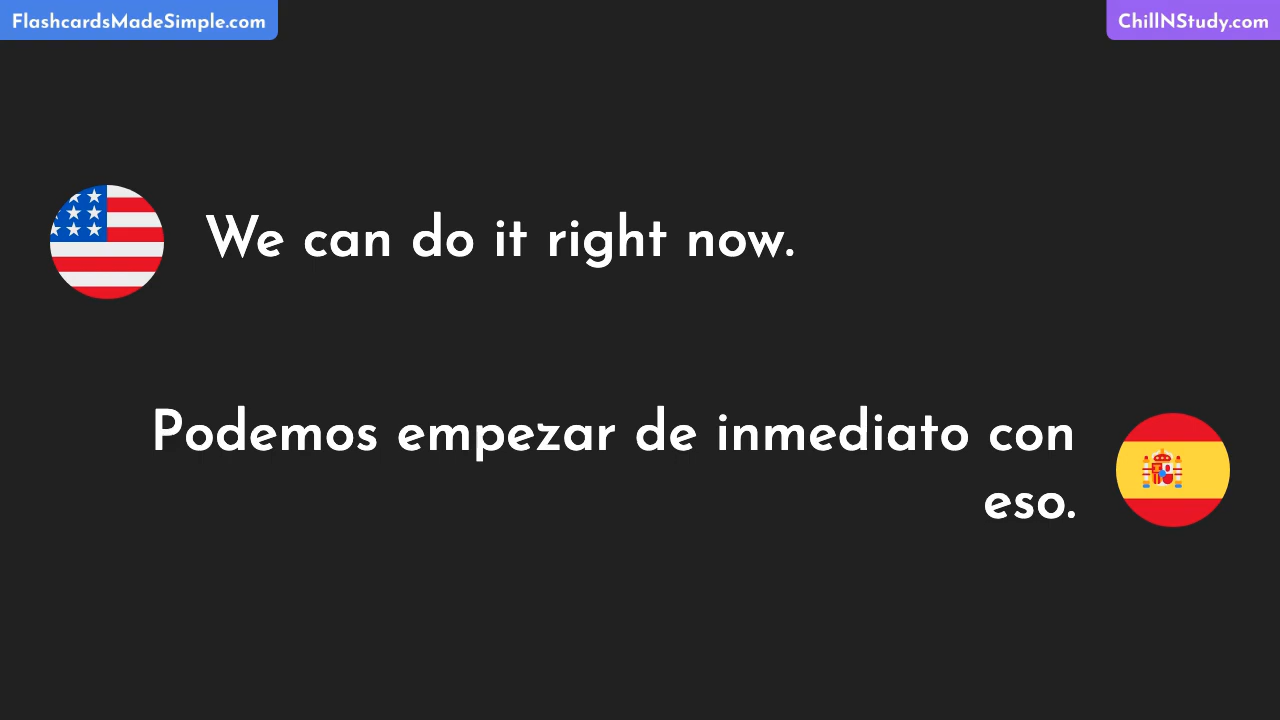 FlashcardsMadeSimple.com
ChillNStudy.com
We can do it right now.
Podemos empezar de inmediato con
eso.